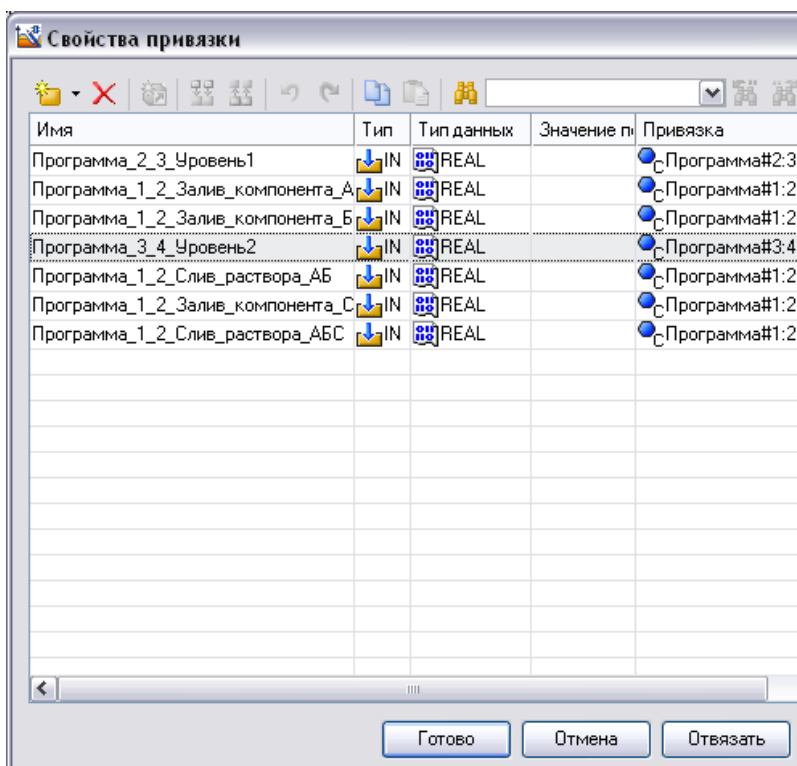 Свойства привязки
Имя Тип Тип данных Значение п Привязка
Программа_2_3_Уровень1 IN REAL Программа#2:3
Программа_1_2_Залив_компонента_А IN REAL Программа#1:2
Программа_1_2_Залив_компонента_Б IN REAL Программа#1:2
Программа_3_4_Уровень2 IN REAL Программа#3:4
Программа_1_2_Слив_раствора_АБ IN REAL Программа#1:2
Программа_1_2_Залив_компонента_С IN REAL Программа#1:2
Программа_1_2_Слив_раствора_АБС IN REAL Программа#1:2
Готово Отмена Отвязать